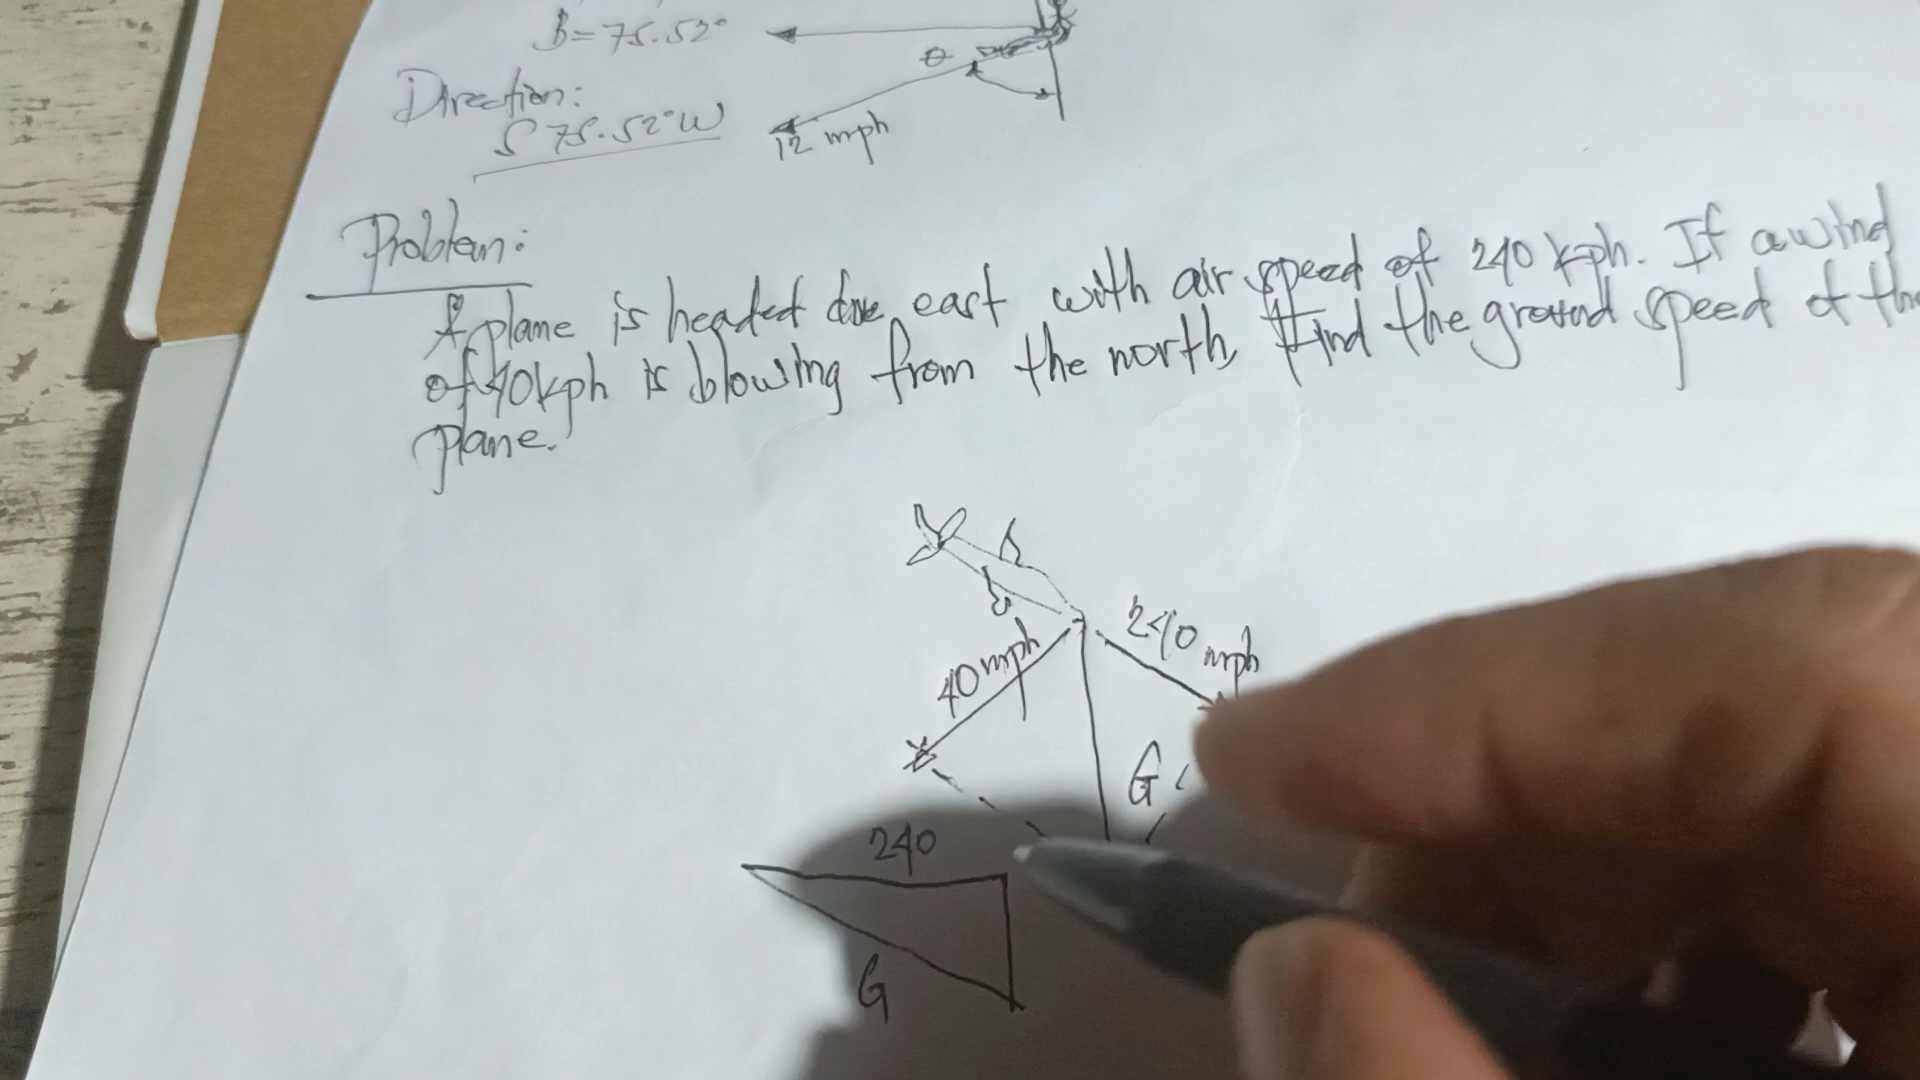 B = 75.52°
θ
Direction:
S 75.52° W
12 mph
Problem:
A plane is headed due east with air speed of 240 kph. If a wind
of 40kph is blowing from the north, Find the ground speed of the
plane.
240 mph
40 mph
G
240
G